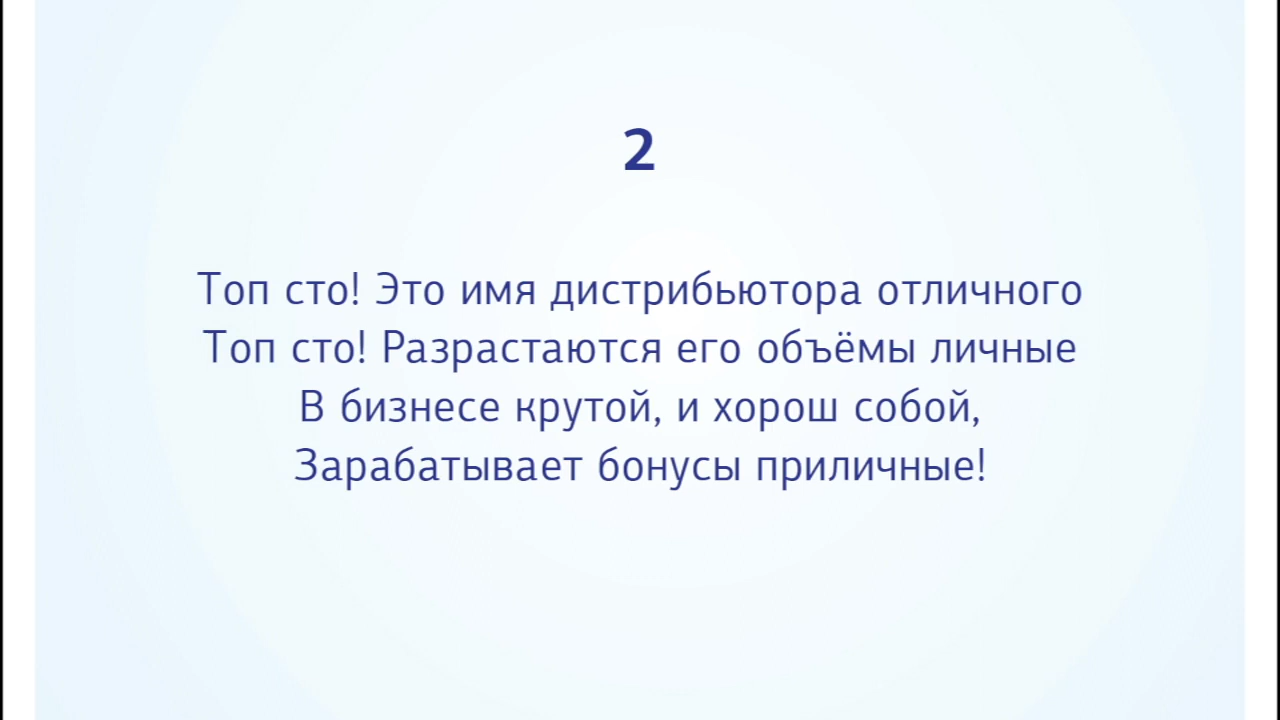 2
Топ сто! Это имя дистрибьютора отличного
Топ сто! Разрастаются его объёмы личные
В бизнесе крутой, и хорош собой,
Зарабатывает бонусы приличные!